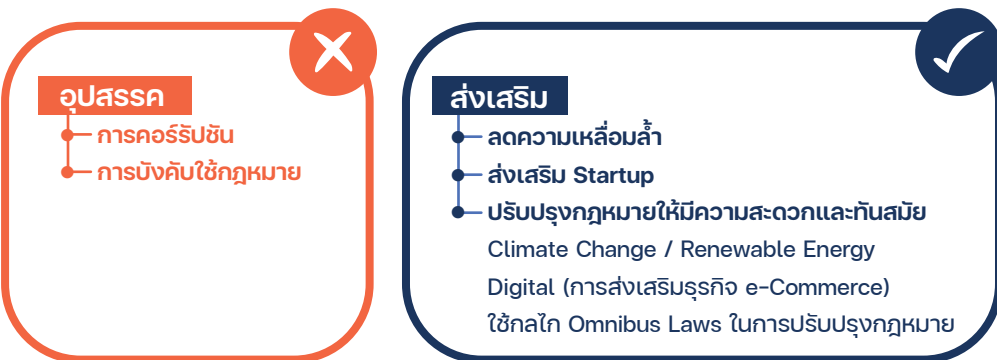 อุปสรรค
การคอร์รัปชัน
การบังคับใช้กฎหมาย
ส่งเสริม
ลดความเหลื่อมล้ำ
ส่งเสริม Startup
ปรับปรุงกฎหมายให้มีความสะดวกและทันสมัย
Climate Change / Renewable Energy
Digital (การส่งเสริมธุรกิจ e-Commerce)
ใช้กลไก Omnibus Laws ในการปรับปรุงกฎหมาย